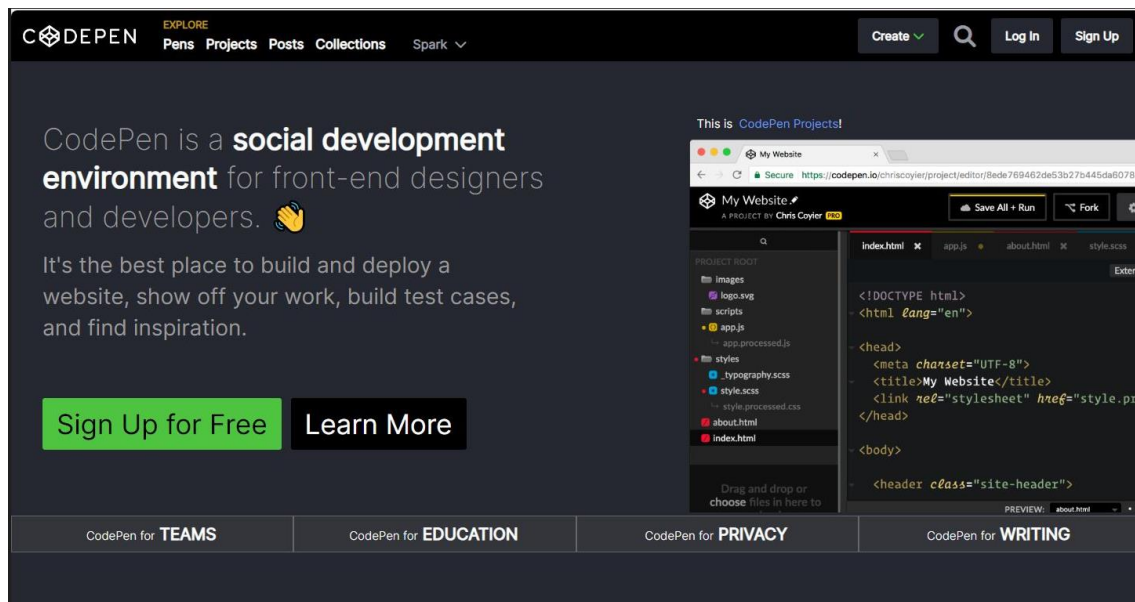 CODEPEN
EXPLORE
Pens Projects Posts Collections Spark
Create
Log In
Sign Up
CodePen is a social development
environment for front-end designers
and developers. 👋
It's the best place to build and deploy a
website, show off your work, build test cases,
and find inspiration.
Sign Up for Free
Learn More
This is CodePen Projects!
My Website
Secure https://codepen.io/chriscoyier/project/editor/8ede769462de53b27b445da6078
My Website
A PROJECT BY Chris Coyier PRO
Save All + Run
Fork
PROJECT ROOT
images
logo.svg
scripts
app.js
app.processed.js
styles
_typography.scss
style.scss
style.processed.css
about.html
index.html
Drag and drop or
choose files in here to
index.html app.js about.html style.scss
<!DOCTYPE html>
<html lang="en">
<head>
<meta charset="UTF-8">
<title>My Website</title>
<link rel="stylesheet" href="style.pr
</head>
<body>
<header class="site-header">
PREVIEW: about.html
CodePen for TEAMS
CodePen for EDUCATION
CodePen for PRIVACY
CodePen for WRITING